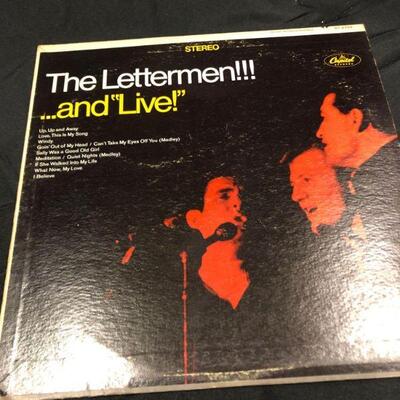 STEREO
Capitol
RECORDS
The Lettermen!!!
...and "Live!"
Up, Up and Away
Love, This Is My Song
Windy
Goin' Out of My Head / Can't Take My Eyes Off You (Medley)
Sally Was a Good Old Girl
Meditation / Quiet Nights (Medley)
If She Walked Into My Life
What Now, My Love
I Believe